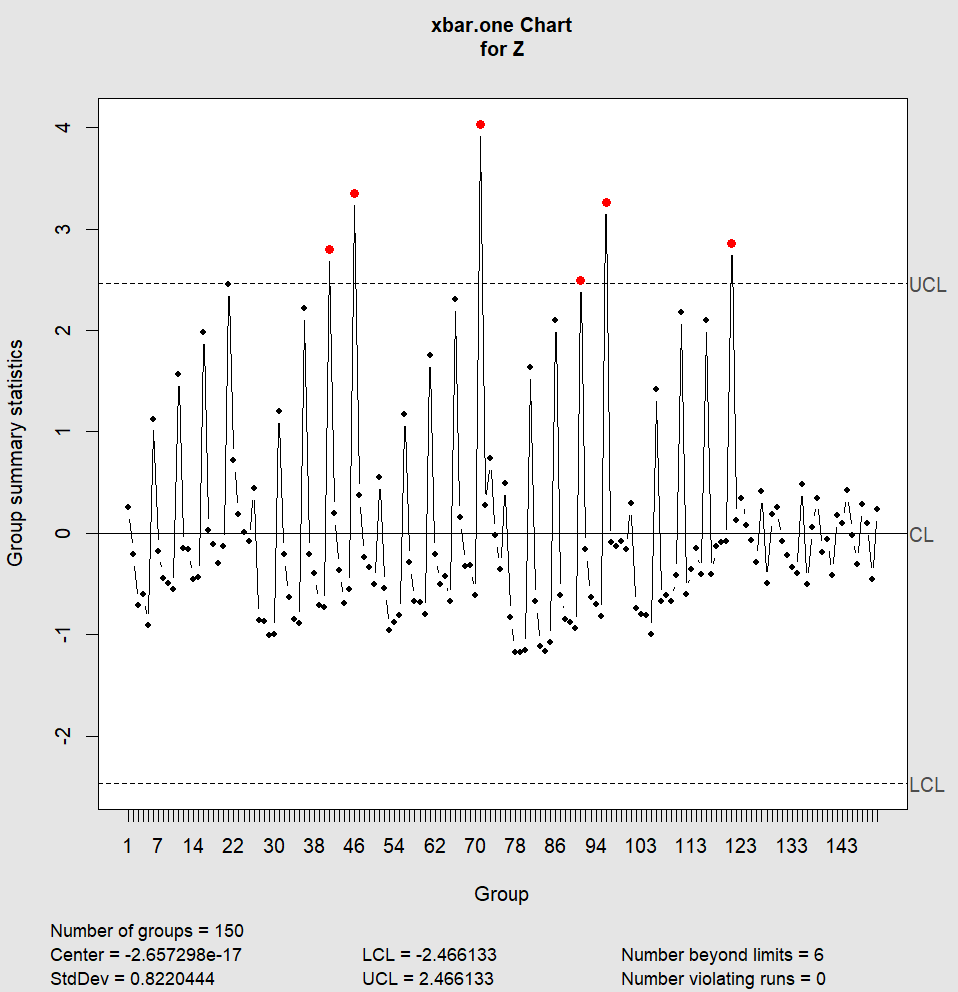 xbar.one Chart
for Z
Group summary statistics
4
3
2
1
0
-1
-2
UCL
CL
LCL
1 7 14 22 30 38 46 54 62 70 78 86 94 103 113 123 133 143
Group
Number of groups = 150
Center = -2.657298e-17 LCL = -2.466133 Number beyond limits = 6
StdDev = 0.8220444 UCL = 2.466133 Number violating runs = 0